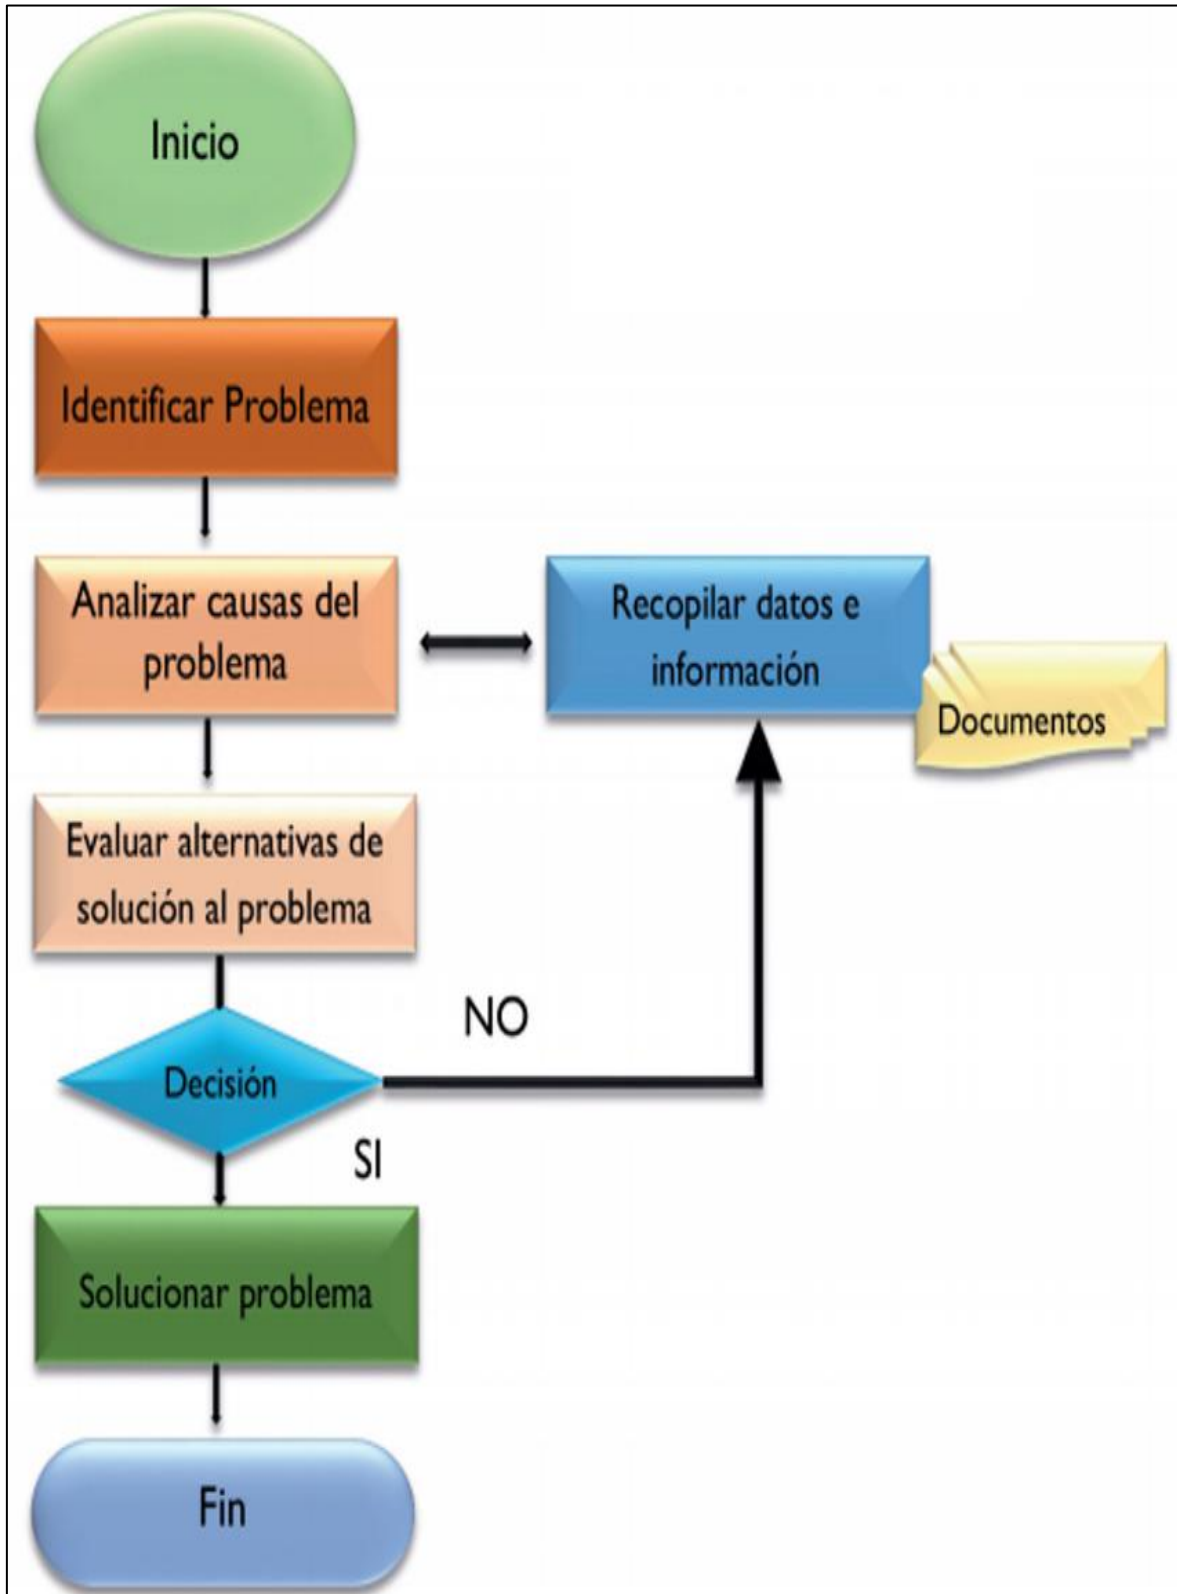 Inicio
Identificar Problema
Analizar causas del
problema
Recopilar datos e
información
Documentos
Evaluar alternativas de
solución al problema
NO
Decisión
SI
Solucionar problema
Fin